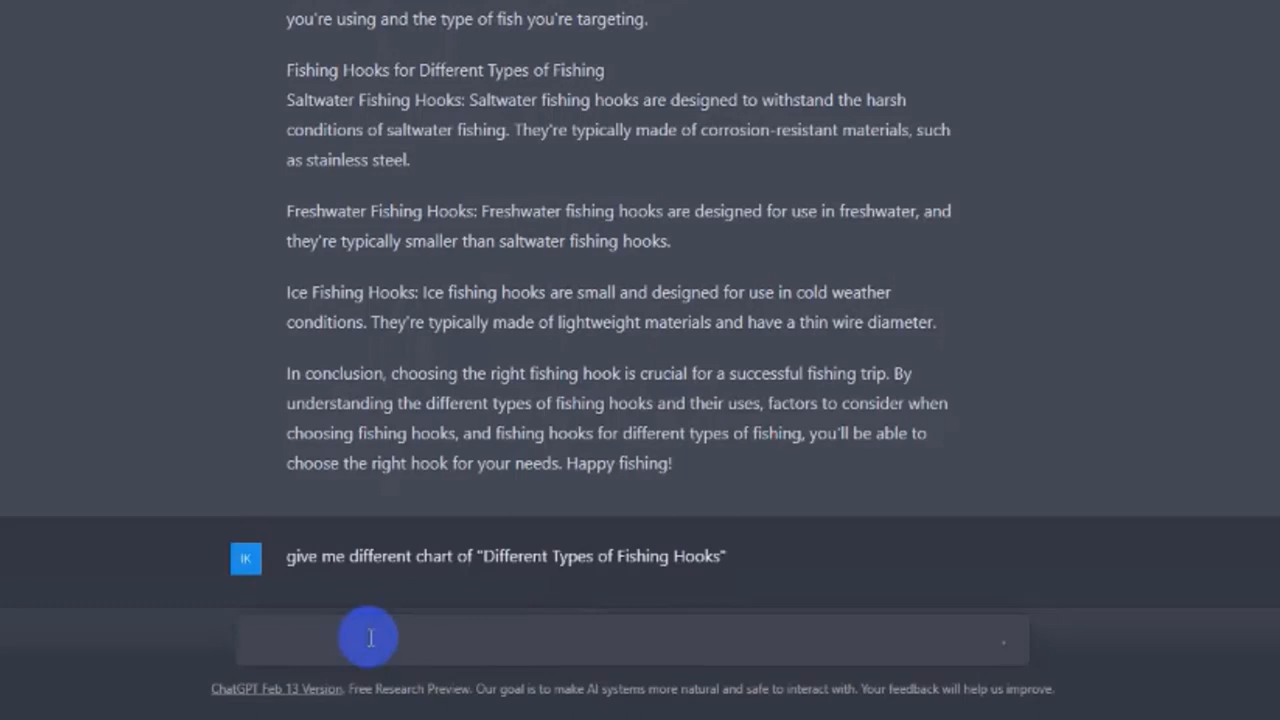 you're using and the type of fish you're targeting.
Fishing Hooks for Different Types of Fishing
Saltwater Fishing Hooks: Saltwater fishing hooks are designed to withstand the harsh
conditions of saltwater fishing. They're typically made of corrosion-resistant materials, such
as stainless steel.
Freshwater Fishing Hooks: Freshwater fishing hooks are designed for use in freshwater, and
they're typically smaller than saltwater fishing hooks.
Ice Fishing Hooks: Ice fishing hooks are small and designed for use in cold weather
conditions. They're typically made of lightweight materials and have a thin wire diameter.
In conclusion, choosing the right fishing hook is crucial for a successful fishing trip. By
understanding the different types of fishing hooks and their uses, factors to consider when
choosing fishing hooks, and fishing hooks for different types of fishing, you'll be able to
choose the right hook for your needs. Happy fishing!
IK
give me different chart of "Different Types of Fishing Hooks"
ChatGPT Feb 13 Version. Free Research Preview. Our goal is to make AI systems more natural and safe to interact with. Your feedback will help us improve.